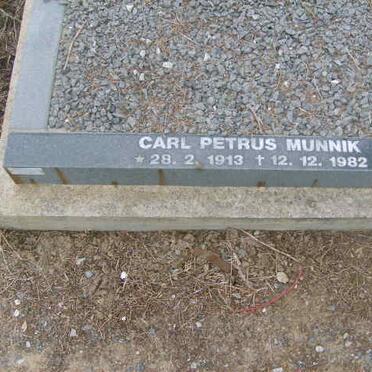 CARL PETRUS MUNNIK
* 28. 2. 1913 † 12. 12. 1982